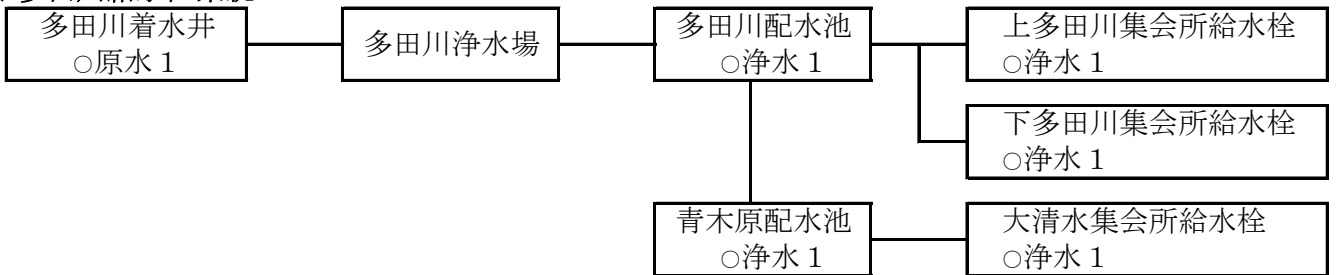 多田川着水井
○原水１
多田川浄水場
多田川配水池
○浄水１
上多田川集会所給水栓
○浄水１
下多田川集会所給水栓
○浄水１
青木原配水池
○浄水１
大清水集会所給水栓
○浄水１